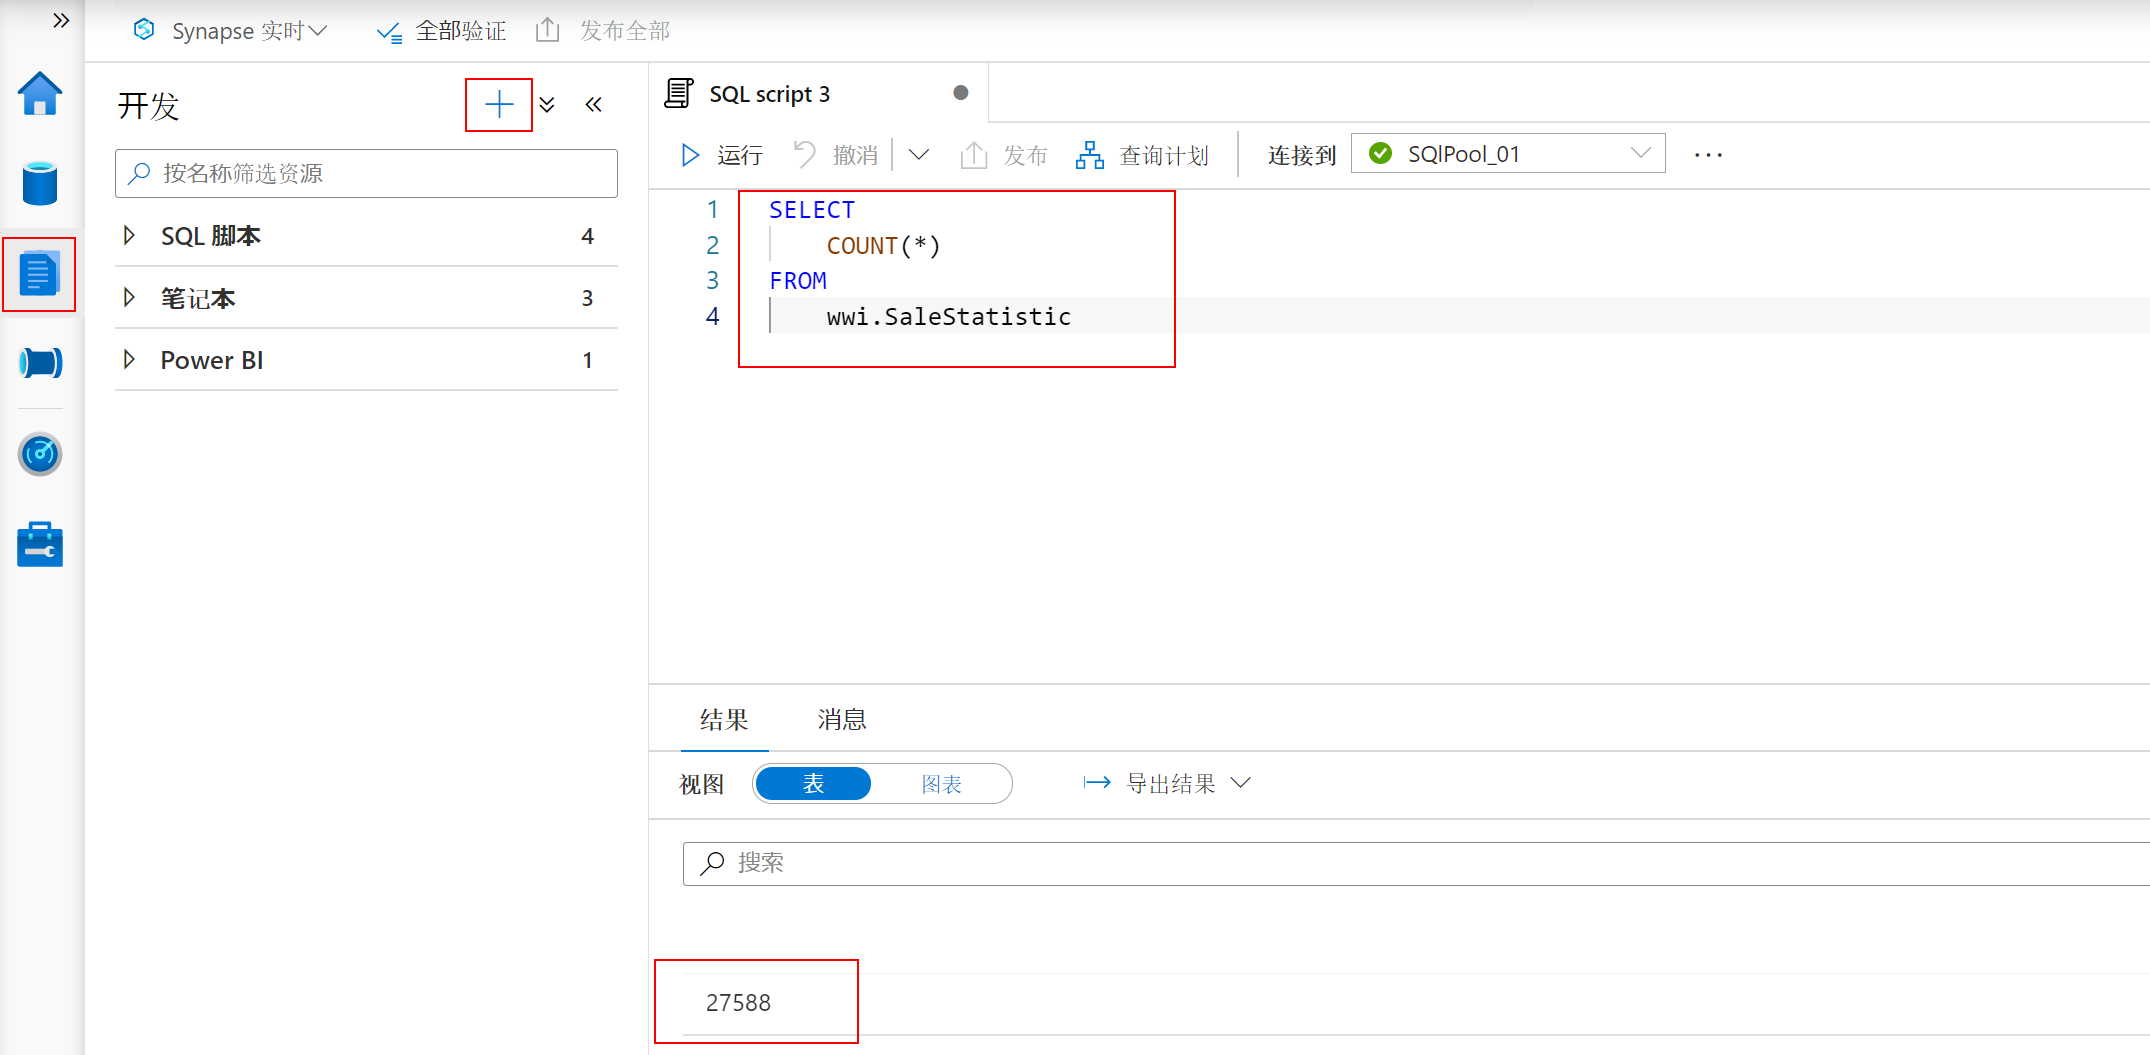 Synapse 实时
全部验证
发布全部
开发
按名称筛选资源
SQL 脚本 4
笔记本 3
Power BI 1
SQL script 3
运行 撤消 发布 查询计划 连接到 SQlPool_01 ...
1 SELECT
2 COUNT(*)
3 FROM
4 wwi.SaleStatistic
结果 消息
视图 表 图表 导出结果
搜索
27588